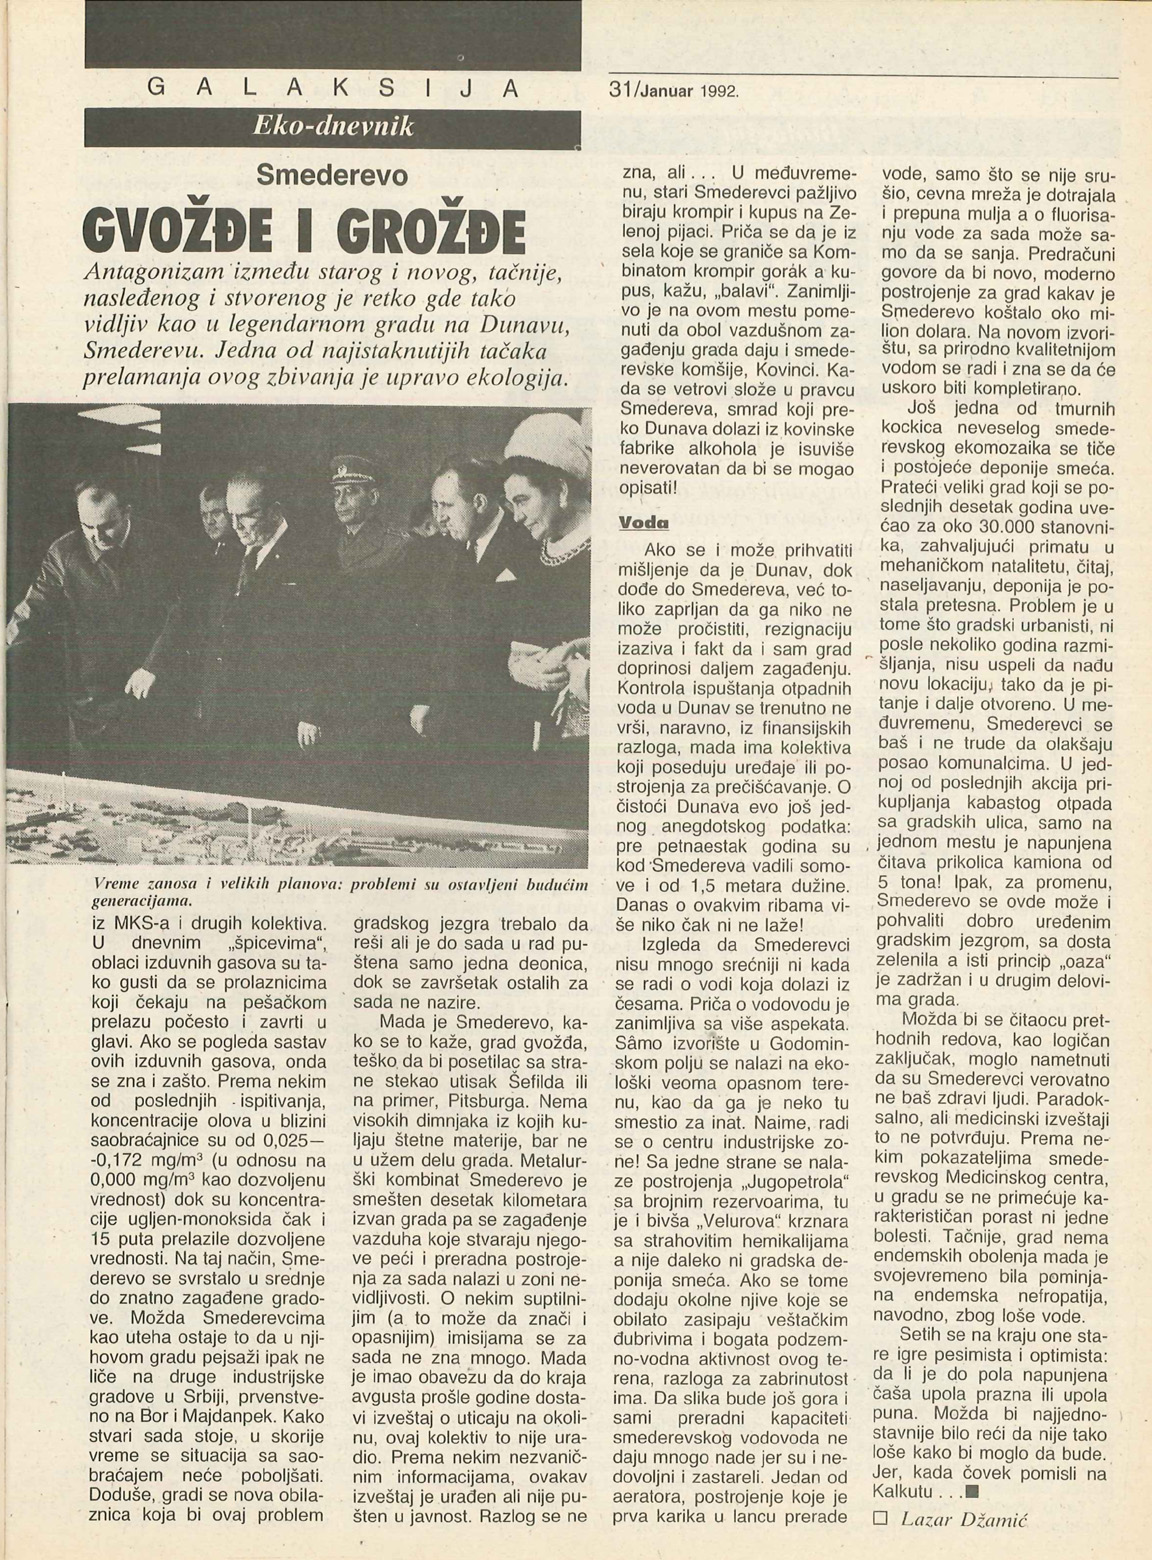 GALAKSIJA
Eko-dnevnik
31/Januar 1992.
Smederevo
GVOŽĐE I GROŽĐE
Antagonizam između starog i novog, tačnije,
nasleđenog i stvorenog je retko gde tako
vidljiv kao u legendarnom gradu na Dunavu,
Smederevu. Jedna od najistaknutijih tačaka
prelamanja ovog zbivanja je upravo ekologija.
Vreme zanosa i velikih planova: problemi su ostavljeni budućim
generacijama.
iz MKS-a i drugih kolektiva.
U dnevnim „špicevima“,
oblaci izduvnih gasova su ta-
ko gusti da se prolaznicima
koji čekaju na pešačkom
prelazu počesto i zavrti u
glavi. Ako se pogleda sastav
ovih izduvnih gasova, onda
se zna i zašto. Prema nekim
od poslednjih ispitivanja,
koncentracije olova u blizini
saobraćajnice su od 0,025—
-0,172 mg/m³ (u odnosu na
0,000 mg/m³ kao dozvoljenu
vrednost) dok su koncentra-
cije ugljen-monoksida čak i
15 puta prelazile dozvoljene
vrednosti. Na taj način, Sme-
derevo se svrstalo u srednje
do znatno zagađene grado-
ve. Možda Smederevcima
kao uteha ostaje to da u nji-
hovom gradu pejsaži ipak ne
liče na druge industrijske
gradove u Srbiji, prvenstve-
no na Bor i Majdanpek. Kako
stvari sada stoje, u skorije
vreme se situacija sa sao-
braćajem neće poboljšati.
Doduše, gradi se nova obila-
znica koja bi ovaj problem
gradskog jezgra trebalo da
reši ali je do sada u rad pu-
štena samo jedna deonica,
dok se završetak ostalih za
sada ne nazire.
Mada je Smederevo, ka-
ko se to kaže, grad gvožđa,
teško da bi posetilac sa stra-
ne stekao utisak Šefilda ili
na primer, Pitsburga. Nema
visokih dimnjaka iz kojih ku-
ljaju štetne materije, bar ne
u užem delu grada. Metalur-
ški kombinat Smederevo je
smešten desetak kilometara
izvan grada pa se zagađenje
vazduha koje stvaraju njego-
ve peći i preradna postroje-
nja za sada nalazi u zoni ne-
vidljivosti. O nekim suptilni-
jim (a to može da znači i
opasnijim) imisijama se za
sada ne zna mnogo. Mada
je imao obavezu da do kraja
avgusta prošle godine dosta-
vi izveštaj o uticaju na okoli-
nu, ovaj kolektiv to nije ura-
dio. Prema nekim nezvanič-
nim informacijama, ovakav
izveštaj je urađen ali nije pu-
šten u javnost. Razlog se ne
zna, ali... U međuvreme-
nu, stari Smederevci pažljivo
biraju krompir i kupus na Ze-
lenoj pijaci. Priča se da je iz
sela koje se graniče sa Kom-
binatom krompir gorak a ku-
pus, kažu, „balavi“. Zanimlji-
vo je na ovom mestu pome-
nuti da obol vazdušnom za-
gađenju grada daju i smede-
revske komšije, Kovinci. Ka-
da se vetrovi slože u pravcu
Smedereva, smrad koji pre-
ko Dunava dolazi iz kovinske
fabrike alkohola je isuviše
neverovatan da bi se mogao
opisati!
Voda
Ako se i može prihvatiti
mišljenje da je Dunav, dok
dođe do Smedereva, već to-
liko zaprljan da ga niko ne
može pročistiti, rezignaciju
izaziva i fakt da i sam grad
doprinosi daljem zagađenju.
Kontrola ispuštanja otpadnih
voda u Dunav se trenutno ne
vrši, naravno, iz finansijskih
razloga, mada ima kolektiva
koji poseduju uređaje ili po-
strojenja za prečišćavanje. O
čistoći Dunava evo još jed-
nog anegdotskog podatka:
pre petnaestak godina su
kod Smedereva vadili somo-
ve i od 1,5 metara dužine.
Danas o ovakvim ribama vi-
še niko čak ni ne laže!
Izgleda da Smederevci
nisu mnogo srećniji ni kada
se radi o vodi koja dolazi iz
česama. Priča o vodovodu je
zanimljiva sa više aspekata.
Sâmo izvorište u Godomin-
skom polju se nalazi na eko-
loški veoma opasnom tere-
nu, kao da ga je neko tu
smestio za inat. Naime, radi
se o centru industrijske zo-
ne! Sa jedne strane se nala-
ze postrojenja „Jugopetrola“
sa brojnim rezervoarima, tu
je i bivša „Velurova“ krznara
sa strahovitim hemikalijama
a nije daleko ni gradska de-
ponija smeća. Ako se tome
dodaju okolne njive koje se
obilato zasipaju veštačkim
đubrivima i bogata podzem-
no-vodna aktivnost ovog te-
rena, razloga za zabrinutost
ima. Da slika bude još gora i
sami preradni kapaciteti
smederevskog vodovoda ne
daju mnogo nade jer su i ne-
dovoljni i zastareli. Jedan od
aeratora, postrojenje koje je
prva karika u lancu prerade
vode, samo što se nije sru-
šio, cevna mreža je dotrajala
i prepuna mulja a o fluorisa-
nju vode za sada može sa-
mo da se sanja. Predračuni
govore da bi novo, moderno
postrojenje za grad kakav je
Smederevo koštalo oko mi-
lion dolara. Na novom izvori-
štu, sa prirodno kvalitetnijom
vodom se radi i zna se da će
uskoro biti kompletirano.
Još jedna od tmurnih
kockica neveselog smede-
revskog ekomozaika se tiče
i postojeće deponije smeća.
Prateći veliki grad koji se po-
slednjih desetak godina uve-
ćao za oko 30.000 stanovni-
ka, zahvaljujući primatu u
mehaničkom natalitetu, čitaj,
naseljavanju, deponija je po-
stala pretesna. Problem je u
tome što gradski urbanisti, ni
posle nekoliko godina razmi-
šljanja, nisu uspeli da nađu
novu lokaciju, tako da je pi-
tanje i dalje otvoreno. U me-
đuvremenu, Smederevci se
baš i ne trude da olakšaju
posao komunalcima. U jed-
noj od poslednjih akcija pri-
kupljanja kabastog otpada
sa gradskih ulica, samo na
jednom mestu je napunjena
čitava prikolica kamiona od
5 tona! Ipak, za promenu,
Smederevo se ovde može i
pohvaliti dobro uređenim
gradskim jezgrom, sa dosta
zelenila a isti princip „oaza“
je zadržan i u drugim delovi-
ma grada.
Možda bi se čitaocu pret-
hodnih redova, kao logičan
zaključak, moglo nametnuti
da su Smederevci verovatno
ne baš zdravi ljudi. Paradok-
salno, ali medicinski izveštaji
to ne potvrđuju. Prema ne-
kim pokazateljima smede-
revskog Medicinskog centra,
u gradu se ne primećuje ka-
rakterističan porast ni jedne
bolesti. Tačnije, grad nema
endemskih obolenja mada je
svojevremeno bila pominja-
na endemska nefropatija,
navodno, zbog loše vode.
Setih se na kraju one sta-
re igre pesimista i optimista:
da li je do pola napunjena
čaša upola prazna ili upola
puna. Možda bi najjedno-
stavnije bilo reći da nije tako
loše kako bi moglo da bude.
Jer, kada čovek pomisli na
Kalkutu...■
□ Lazar Džamić